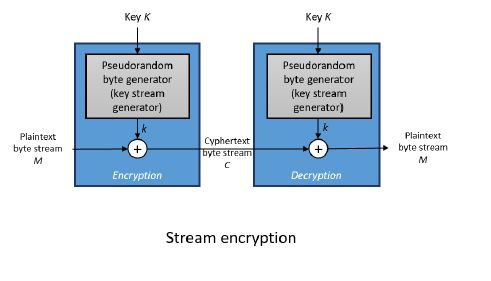 Key K
Key K
Pseudorandom
byte generator
(key stream
generator)
Pseudorandom
byte generator
(key stream
generator)
k
k
Plaintext
byte stream
M
+
Cyphertext
byte stream
C
+
Plaintext
byte stream
M
Encryption
Decryption
Stream encryption